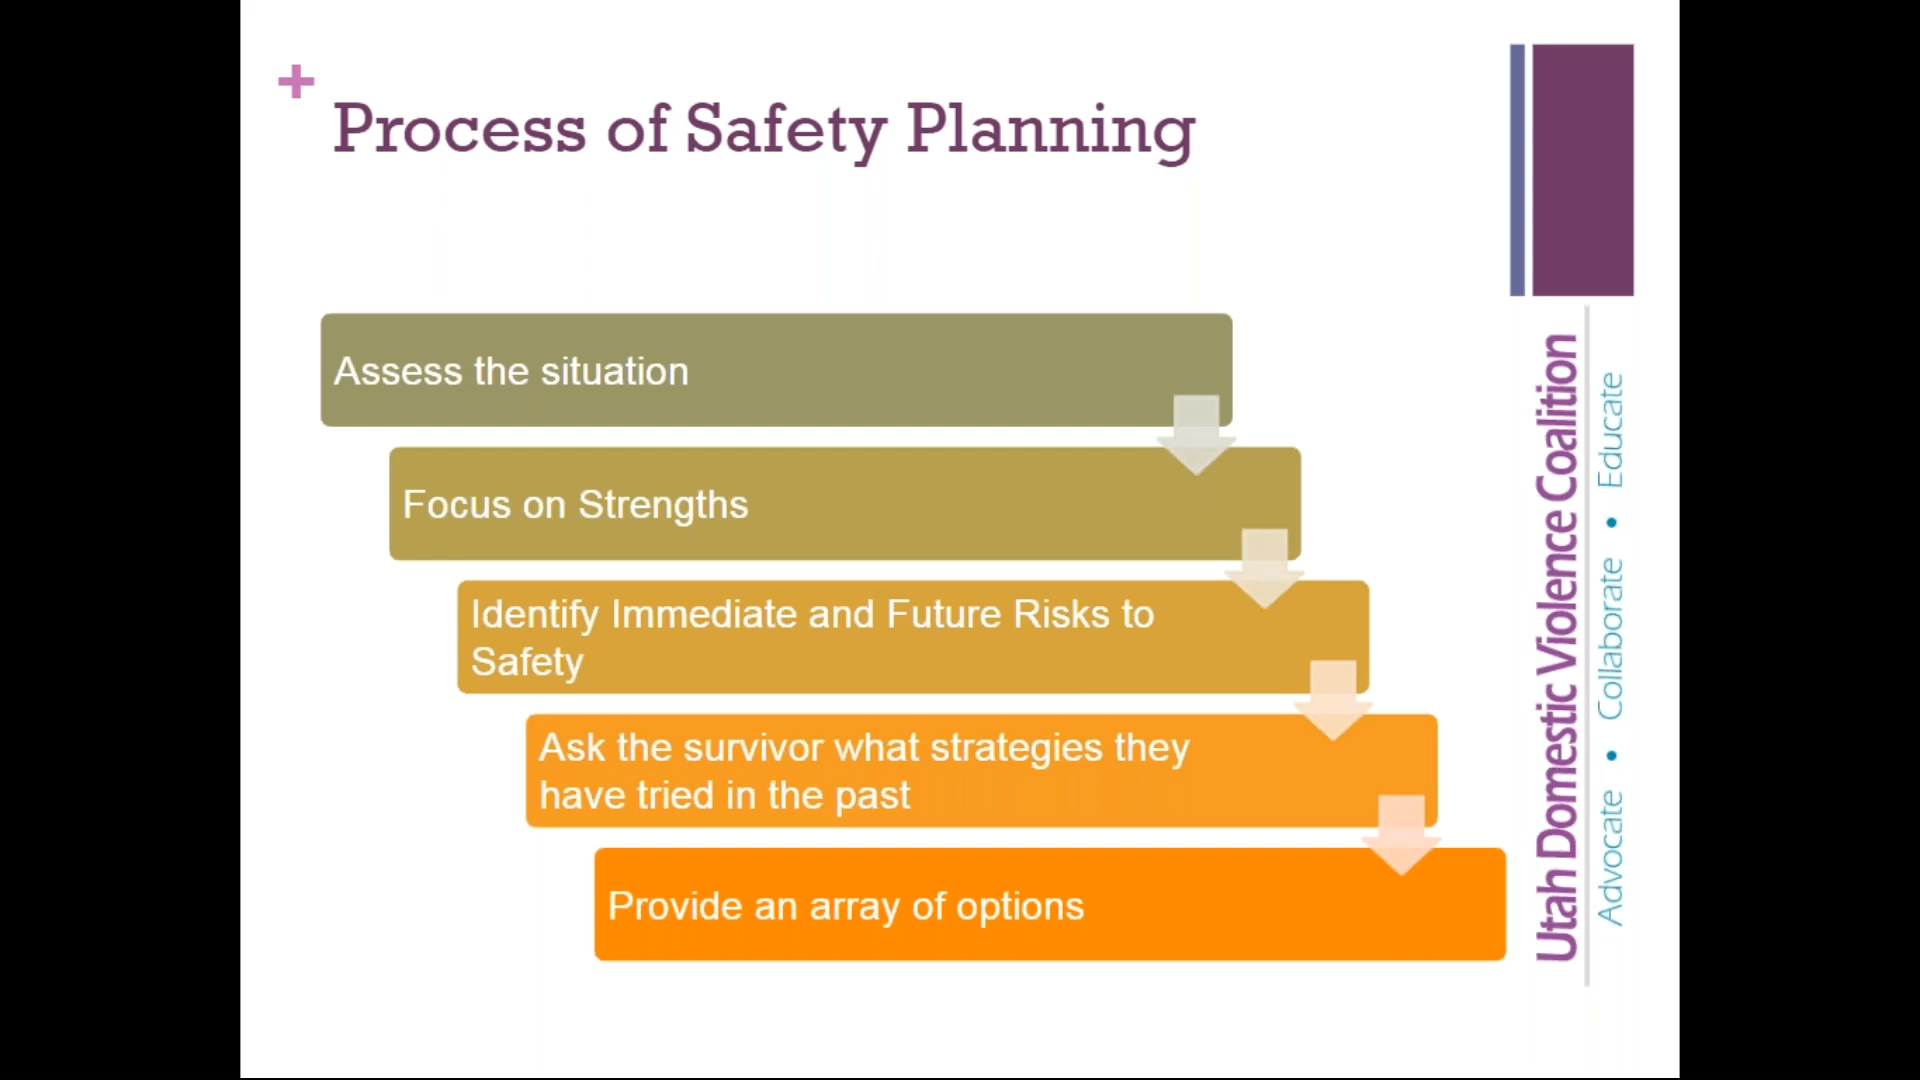 +
Process of Safety Planning
Assess the situation
Focus on Strengths
Identify Immediate and Future Risks to
Safety
Ask the survivor what strategies they
have tried in the past
Provide an array of options
Utah Domestic Violence Coalition
Advocate • Collaborate • Educate